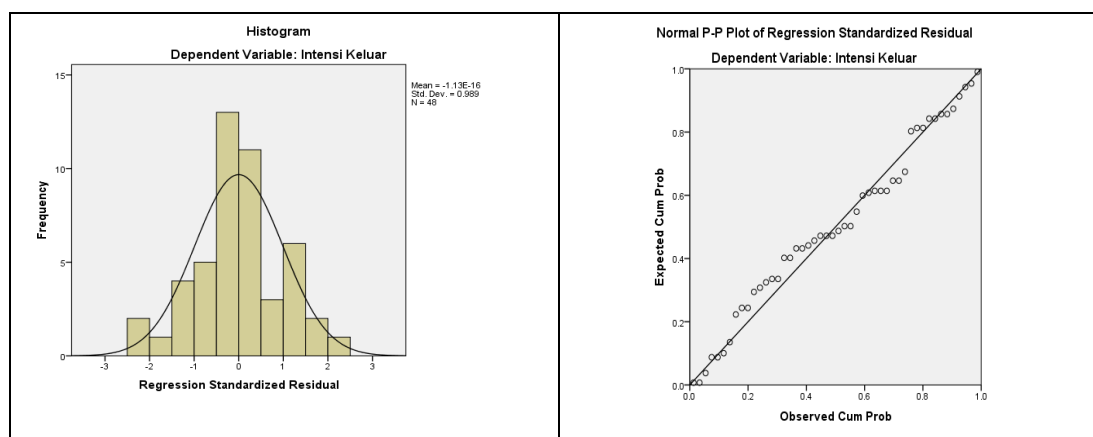 Histogram
Dependent Variable: Intensi Keluar
Mean = -1.13E-16
Std. Dev. = 0.989
N = 48
15
10
5
0
Frequency
-3 -2 -1 0 1 2 3
Regression Standardized Residual
Normal P-P Plot of Regression Standardized Residual
Dependent Variable: Intensi Keluar
1.0
0.8
0.6
0.4
0.2
0.0
Expected Cum Prob
0.0 0.2 0.4 0.6 0.8 1.0
Observed Cum Prob